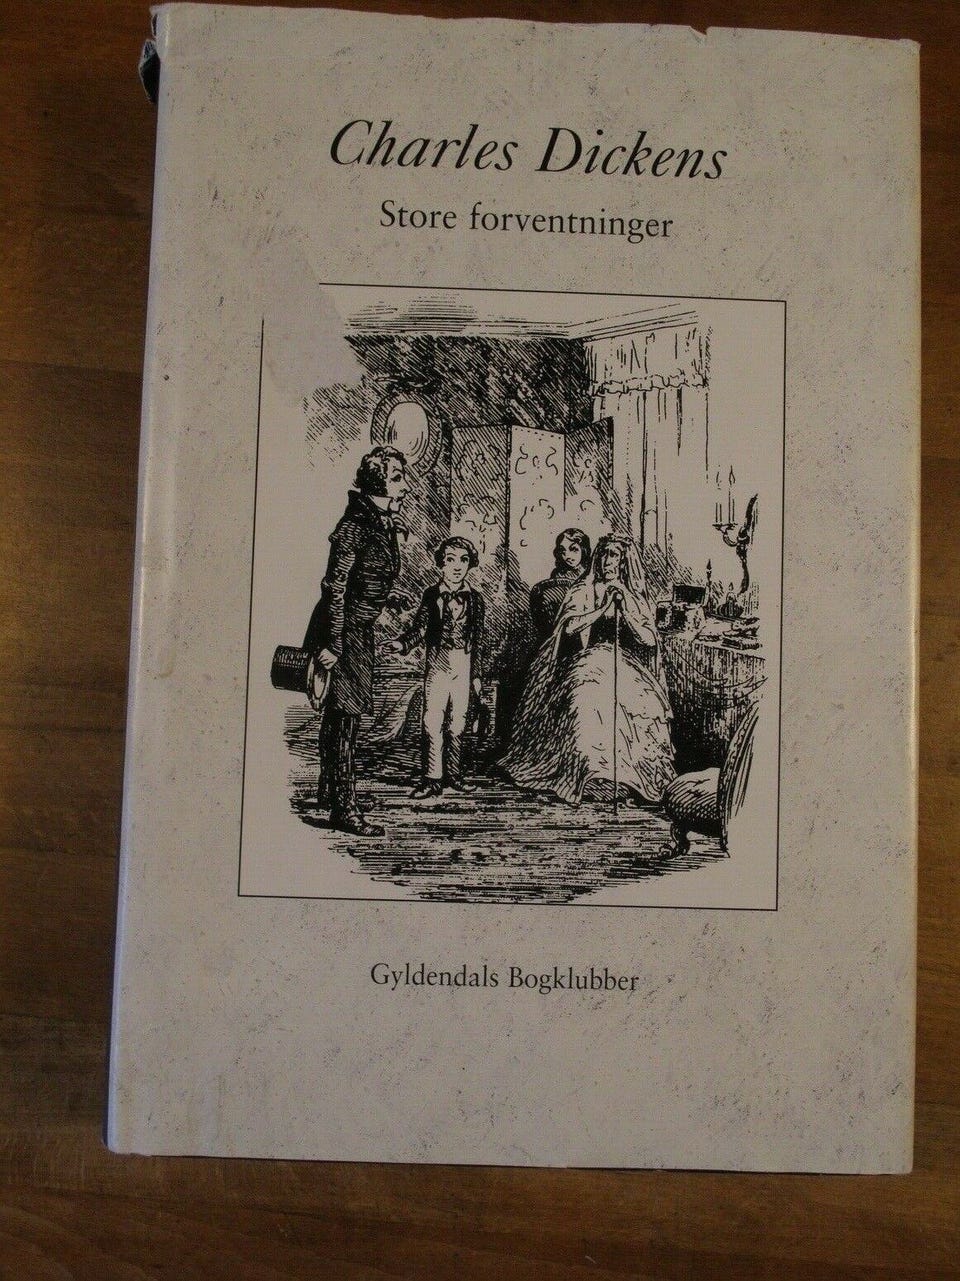 Charles Dickens
Store forventninger
Gyldendals Bogklubber